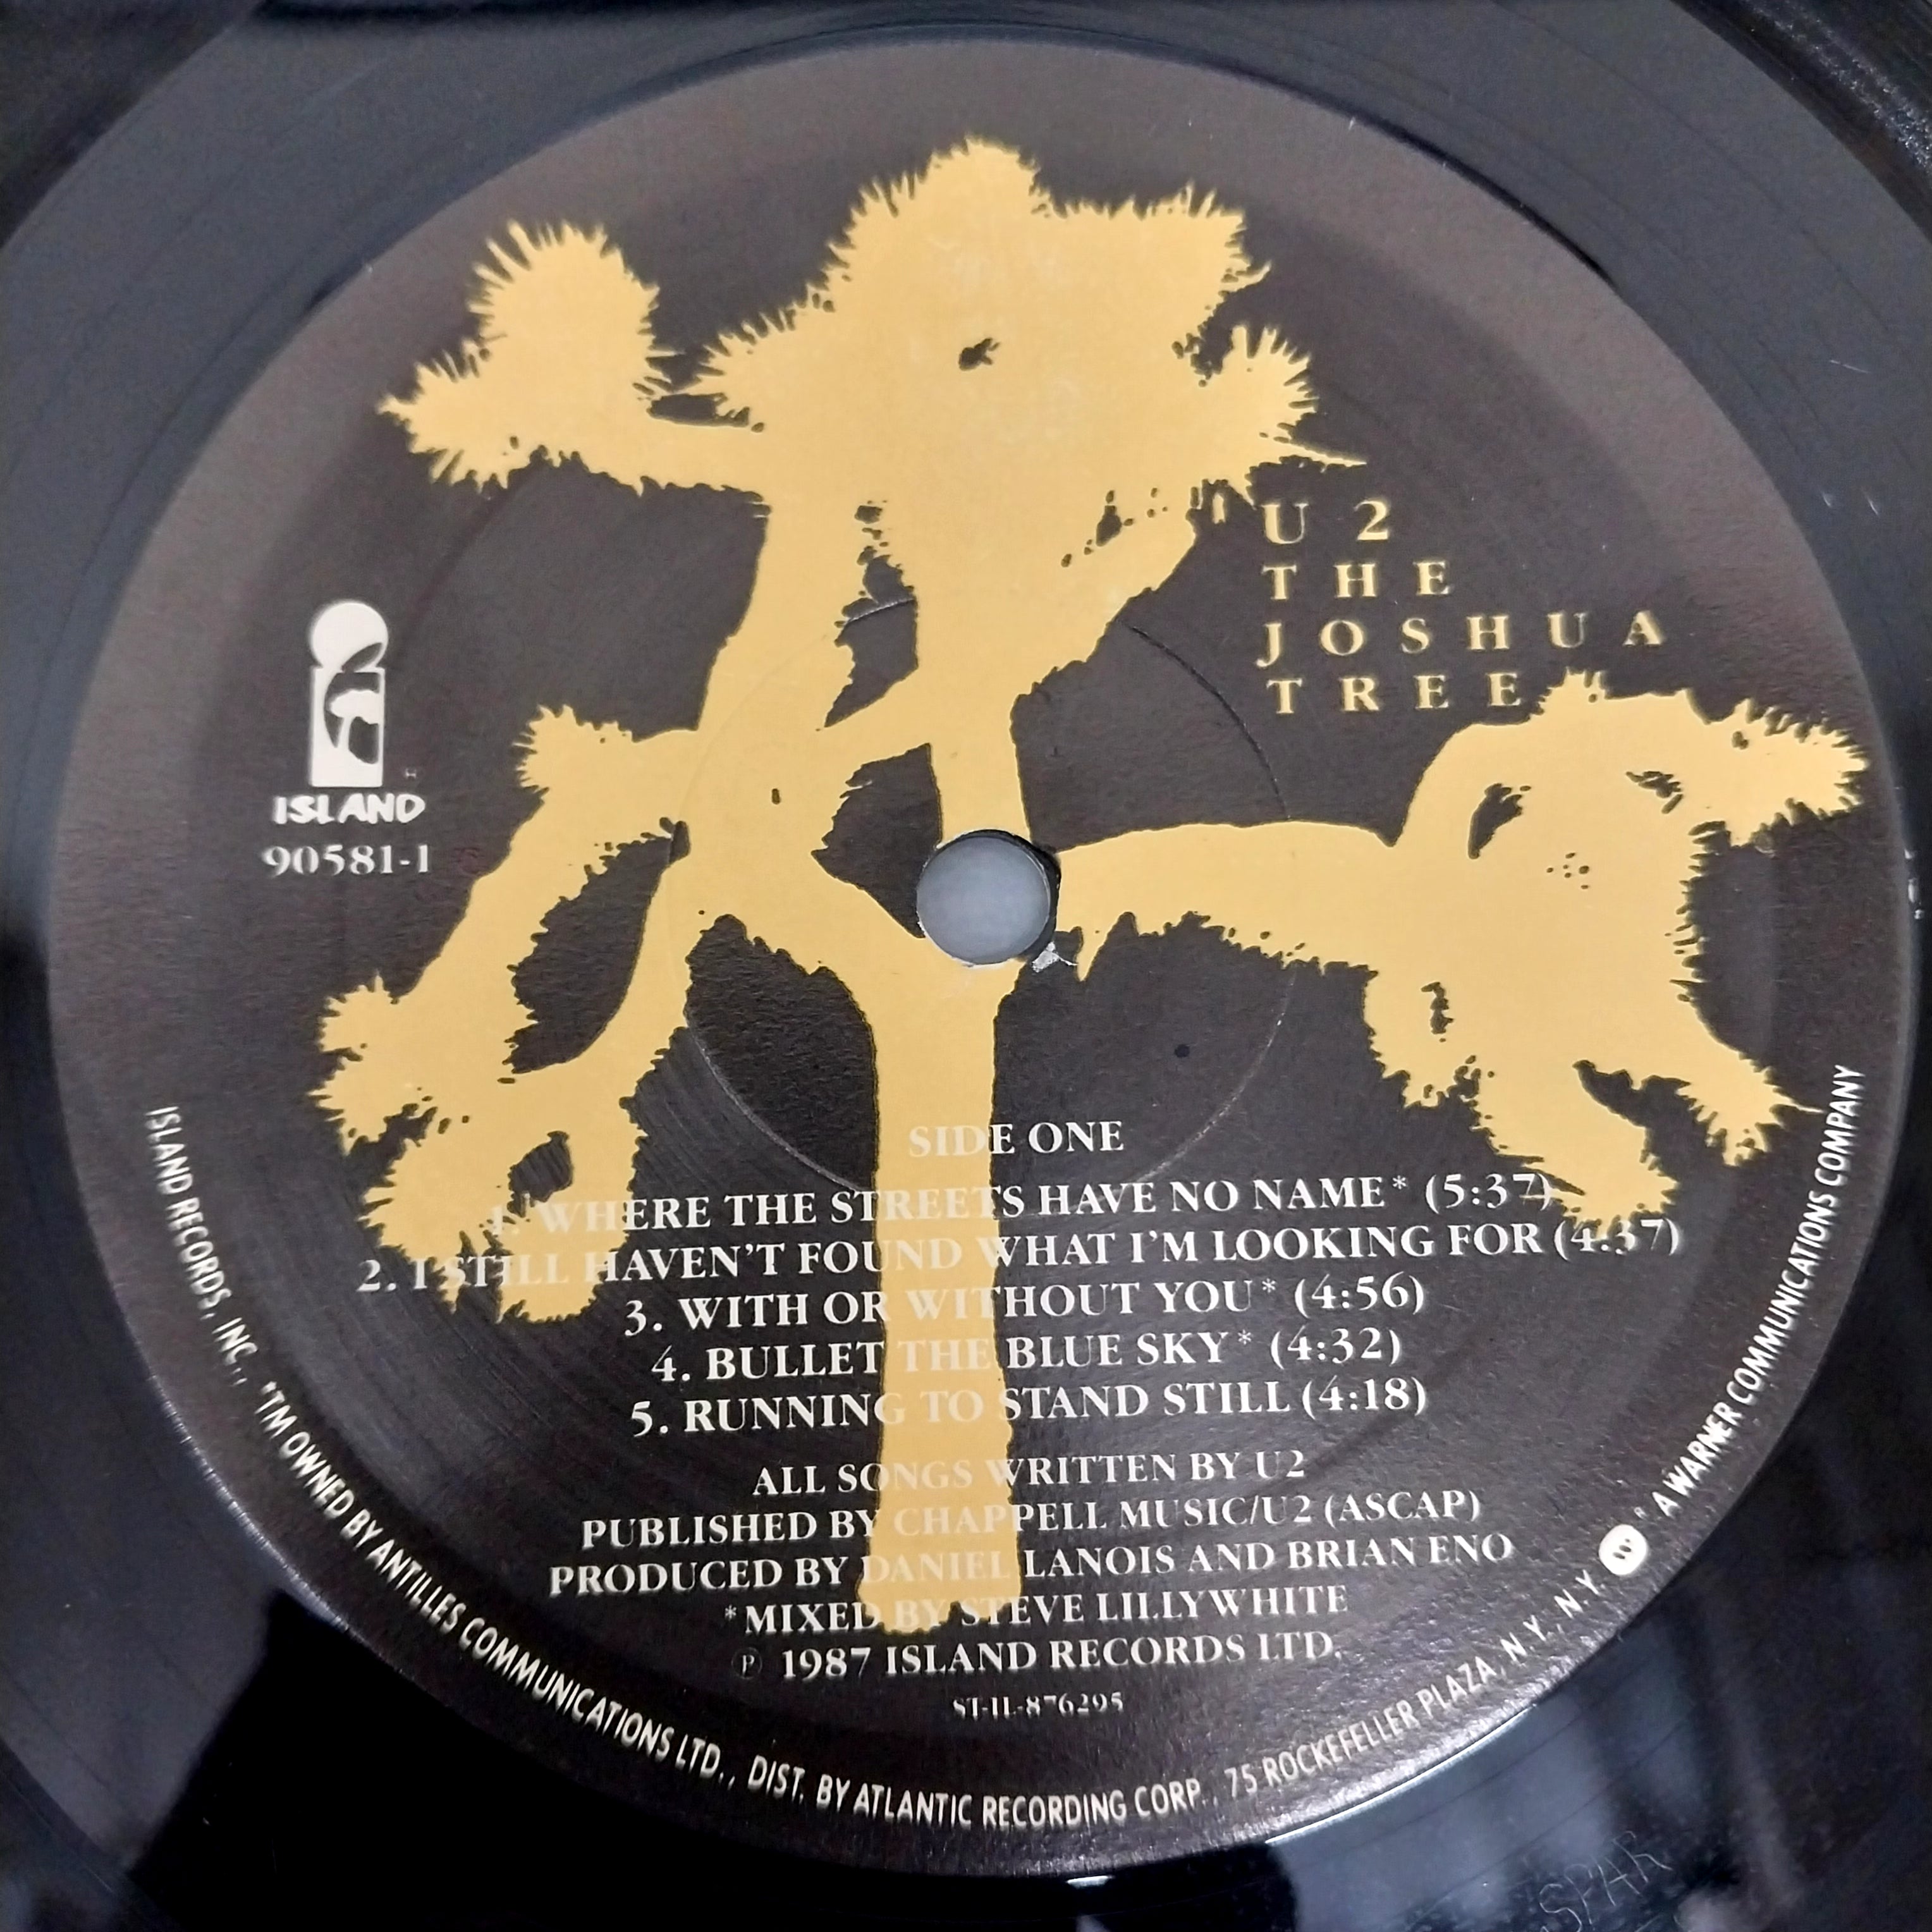 U 2
THE
JOSHUA
TREE
ISLAND
90581-1
SIDE ONE
1. WHERE THE STREETS HAVE NO NAME* (5:37)
2. I STILL HAVEN'T FOUND WHAT I'M LOOKING FOR (4:37)
3. WITH OR WITHOUT YOU* (4:56)
4. BULLET THE BLUE SKY* (4:32)
5. RUNNING TO STAND STILL (4:18)
ALL SONGS WRITTEN BY U2
PUBLISHED BY CHAPPELL MUSIC/U2 (ASCAP)
PRODUCED BY DANIEL LANOIS AND BRIAN ENO
*MIXED BY STEVE LILLYWHITE
℗ 1987 ISLAND RECORDS LTD.
ST-IL-876295
ISLAND RECORDS, INC., *TM OWNED BY ANTILLES COMMUNICATIONS LTD., DIST. BY ATLANTIC RECORDING CORP., 75 ROCKEFELLER PLAZA, N.Y., N.Y. A WARNER COMMUNICATIONS COMPANY
SPAR